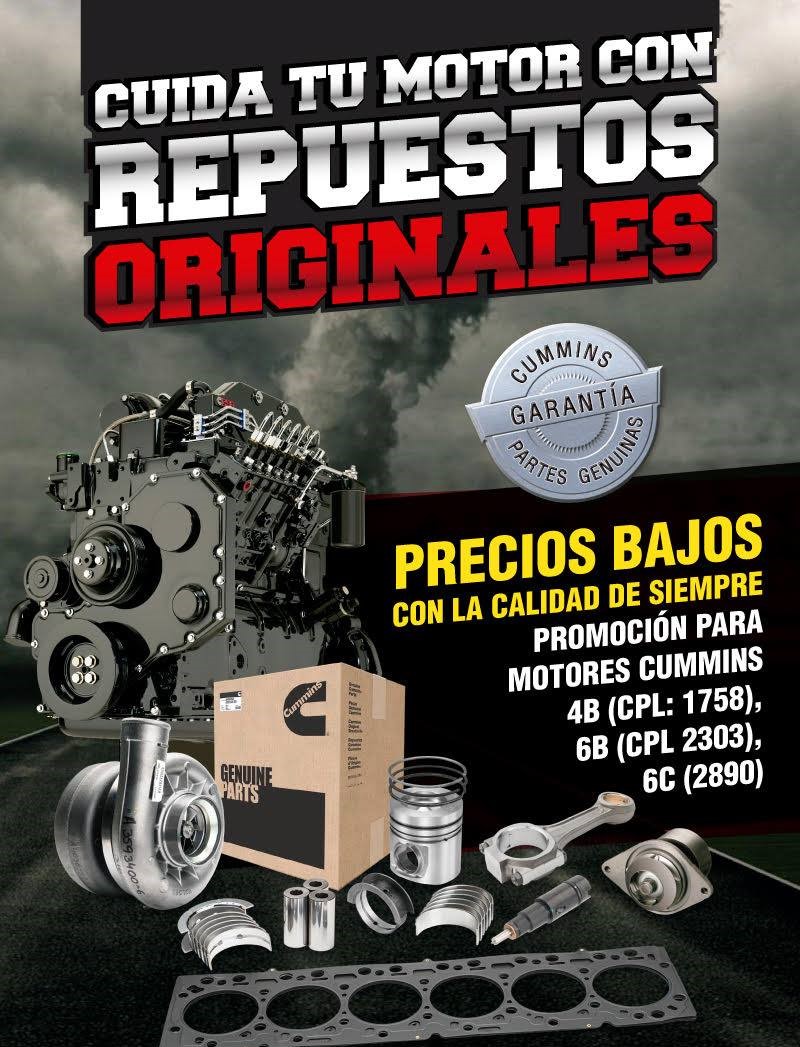 CUIDA TU MOTOR CON
REPUESTOS
ORIGINALES
CUMMINS
GARANTÍA
PARTES GENUINAS
PRECIOS BAJOS
CON LA CALIDAD DE SIEMPRE
PROMOCIÓN PARA
MOTORES CUMMINS
4B (CPL: 1758),
6B (CPL 2303),
6C (2890)
Cummins
GENUINE
PARTS